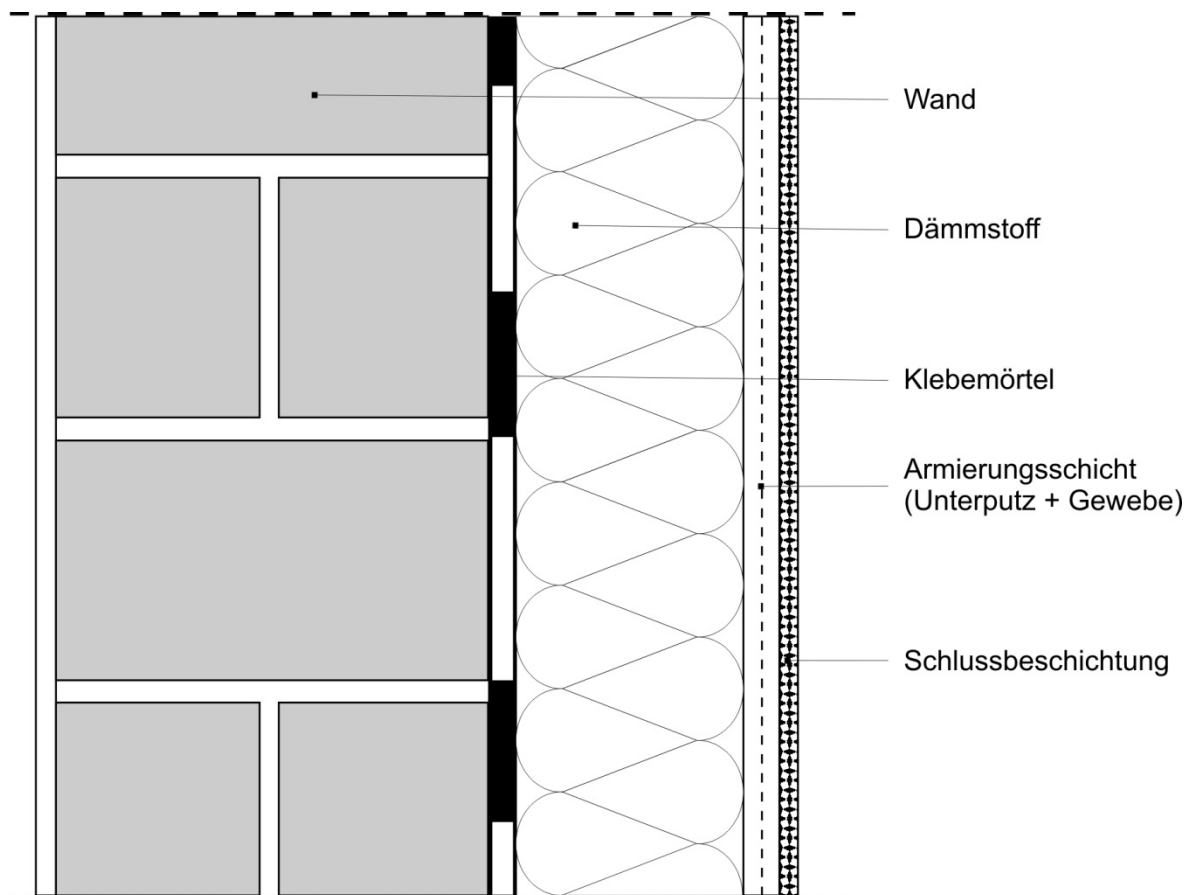 Wand
Dämmstoff
Klebemörtel
Armierungsschicht
(Unterputz + Gewebe)
Schlussbeschichtung